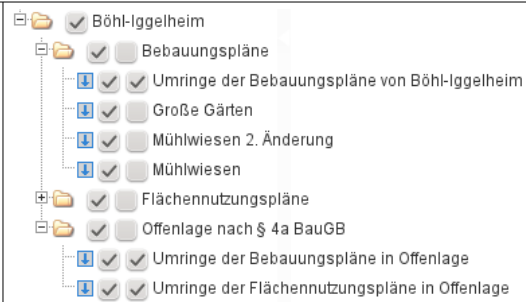 Böhl-Iggelheim
Bebauungspläne
Umringe der Bebauungspläne von Böhl-Iggelheim
Große Gärten
Mühlwiesen 2. Änderung
Mühlwiesen
Flächennutzungspläne
Offenlage nach § 4a BauGB
Umringe der Bebauungspläne in Offenlage
Umringe der Flächennutzungspläne in Offenlage